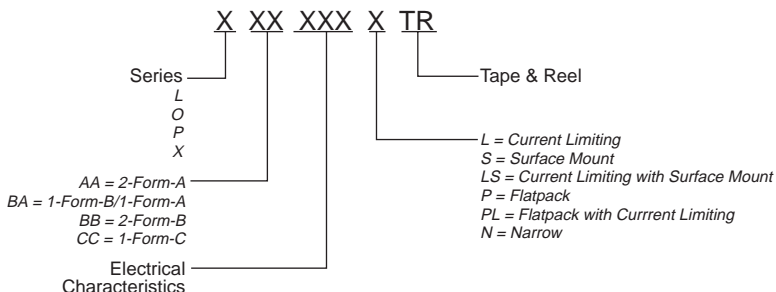 X XX XXX X TR
Series
L
O
P
X
AA = 2-Form-A
BA = 1-Form-B/1-Form-A
BB = 2-Form-B
CC = 1-Form-C
Electrical
Characteristics
Tape & Reel
L = Current Limiting
S = Surface Mount
LS = Current Limiting with Surface Mount
P = Flatpack
PL = Flatpack with Currrent Limiting
N = Narrow